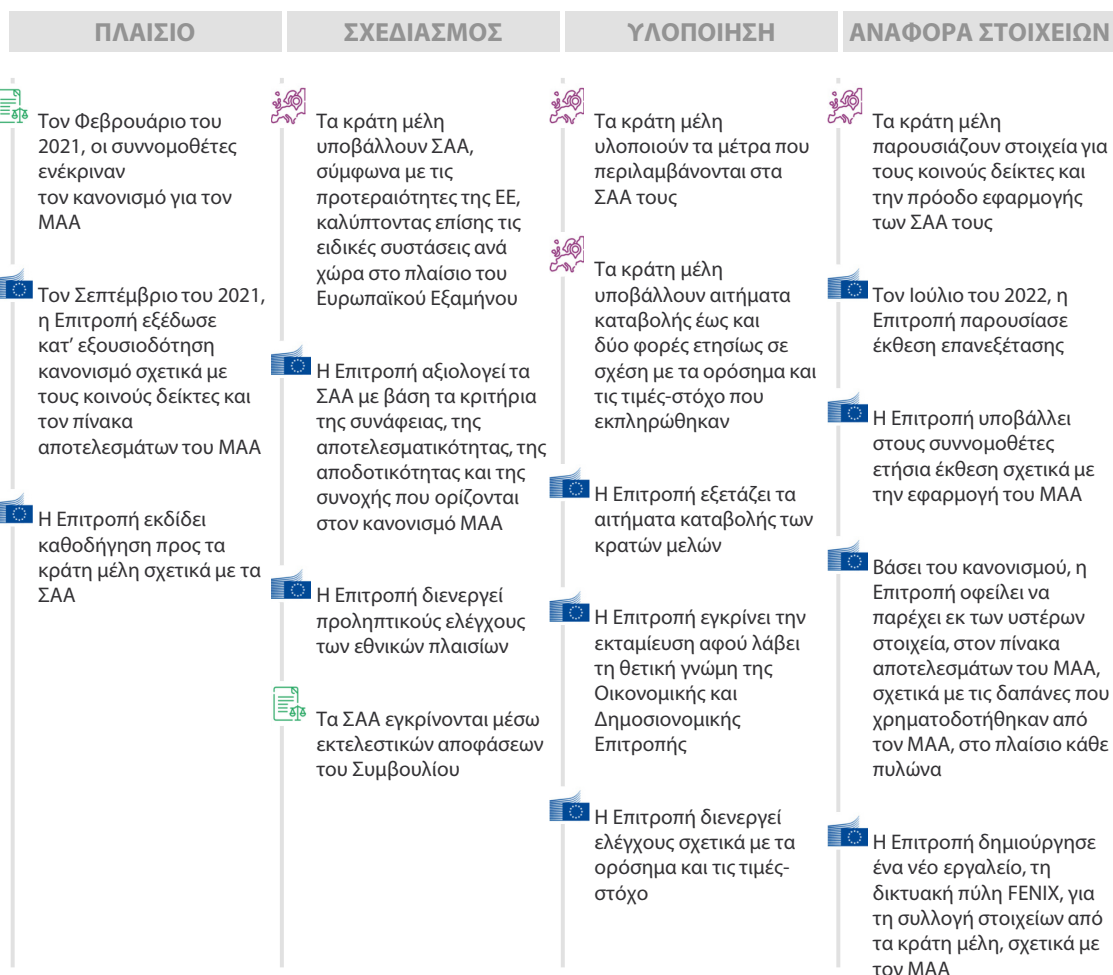 ΠΛΑΙΣΙΟ
Τον Φεβρουάριο του
2021, οι συννομοθέτες
ενέκριναν
τον κανονισμό για τον
ΜΑΑ
Τον Σεπτέμβριο του 2021,
η Επιτροπή εξέδωσε
κατ’ εξουσιοδότηση
κανονισμό σχετικά με
τους κοινούς δείκτες και
τον πίνακα
αποτελεσμάτων του ΜΑΑ
Η Επιτροπή εκδίδει
καθοδήγηση προς τα
κράτη μέλη σχετικά με τα
ΣΑΑ
ΣΧΕΔΙΑΣΜΟΣ
Τα κράτη μέλη
υποβάλλουν ΣΑΑ,
σύμφωνα με τις
προτεραιότητες της ΕΕ,
καλύπτοντας επίσης τις
ειδικές συστάσεις ανά
χώρα στο πλαίσιο του
Ευρωπαϊκού Εξαμήνου
Η Επιτροπή αξιολογεί τα
ΣΑΑ με βάση τα κριτήρια
της συνάφειας, της
αποτελεσματικότητας, της
αποδοτικότητας και της
συνοχής που ορίζονται
στον κανονισμό ΜΑΑ
Η Επιτροπή διενεργεί
προληπτικούς ελέγχους
των εθνικών πλαισίων
Τα ΣΑΑ εγκρίνονται μέσω
εκτελεστικών αποφάσεων
του Συμβουλίου
ΥΛΟΠΟΙΗΣΗ
Τα κράτη μέλη
υλοποιούν τα μέτρα που
περιλαμβάνονται στα
ΣΑΑ τους
Τα κράτη μέλη
υποβάλλουν αιτήματα
καταβολής έως και
δύο φορές ετησίως σε
σχέση με τα ορόσημα και
τις τιμές-στόχο που
εκπληρώθηκαν
Η Επιτροπή εξετάζει τα
αιτήματα καταβολής των
κρατών μελών
Η Επιτροπή εγκρίνει την
εκταμίευση αφού λάβει
τη θετική γνώμη της
Οικονομικής και
Δημοσιονομικής
Επιτροπής
Η Επιτροπή διενεργεί
ελέγχους σχετικά με τα
ορόσημα και τις τιμές-
στόχο
ΑΝΑΦΟΡΑ ΣΤΟΙΧΕΙΩΝ
Τα κράτη μέλη
παρουσιάζουν στοιχεία για
τους κοινούς δείκτες και
την πρόοδο εφαρμογής
των ΣΑΑ τους
Τον Ιούλιο του 2022, η
Επιτροπή παρουσίασε
έκθεση επανεξέτασης
Η Επιτροπή υποβάλλει
στους συννομοθέτες
ετήσια έκθεση σχετικά με
την εφαρμογή του ΜΑΑ
Βάσει του κανονισμού, η
Επιτροπή οφείλει να
παρέχει εκ των υστέρων
στοιχεία, στον πίνακα
αποτελεσμάτων του ΜΑΑ,
σχετικά με τις δαπάνες που
χρηματοδοτήθηκαν από
τον ΜΑΑ, στο πλαίσιο κάθε
πυλώνα
Η Επιτροπή δημιούργησε
ένα νέο εργαλείο, τη
δικτυακή πύλη FENIX, για
τη συλλογή στοιχείων από
τα κράτη μέλη, σχετικά με
τον ΜΑΑ